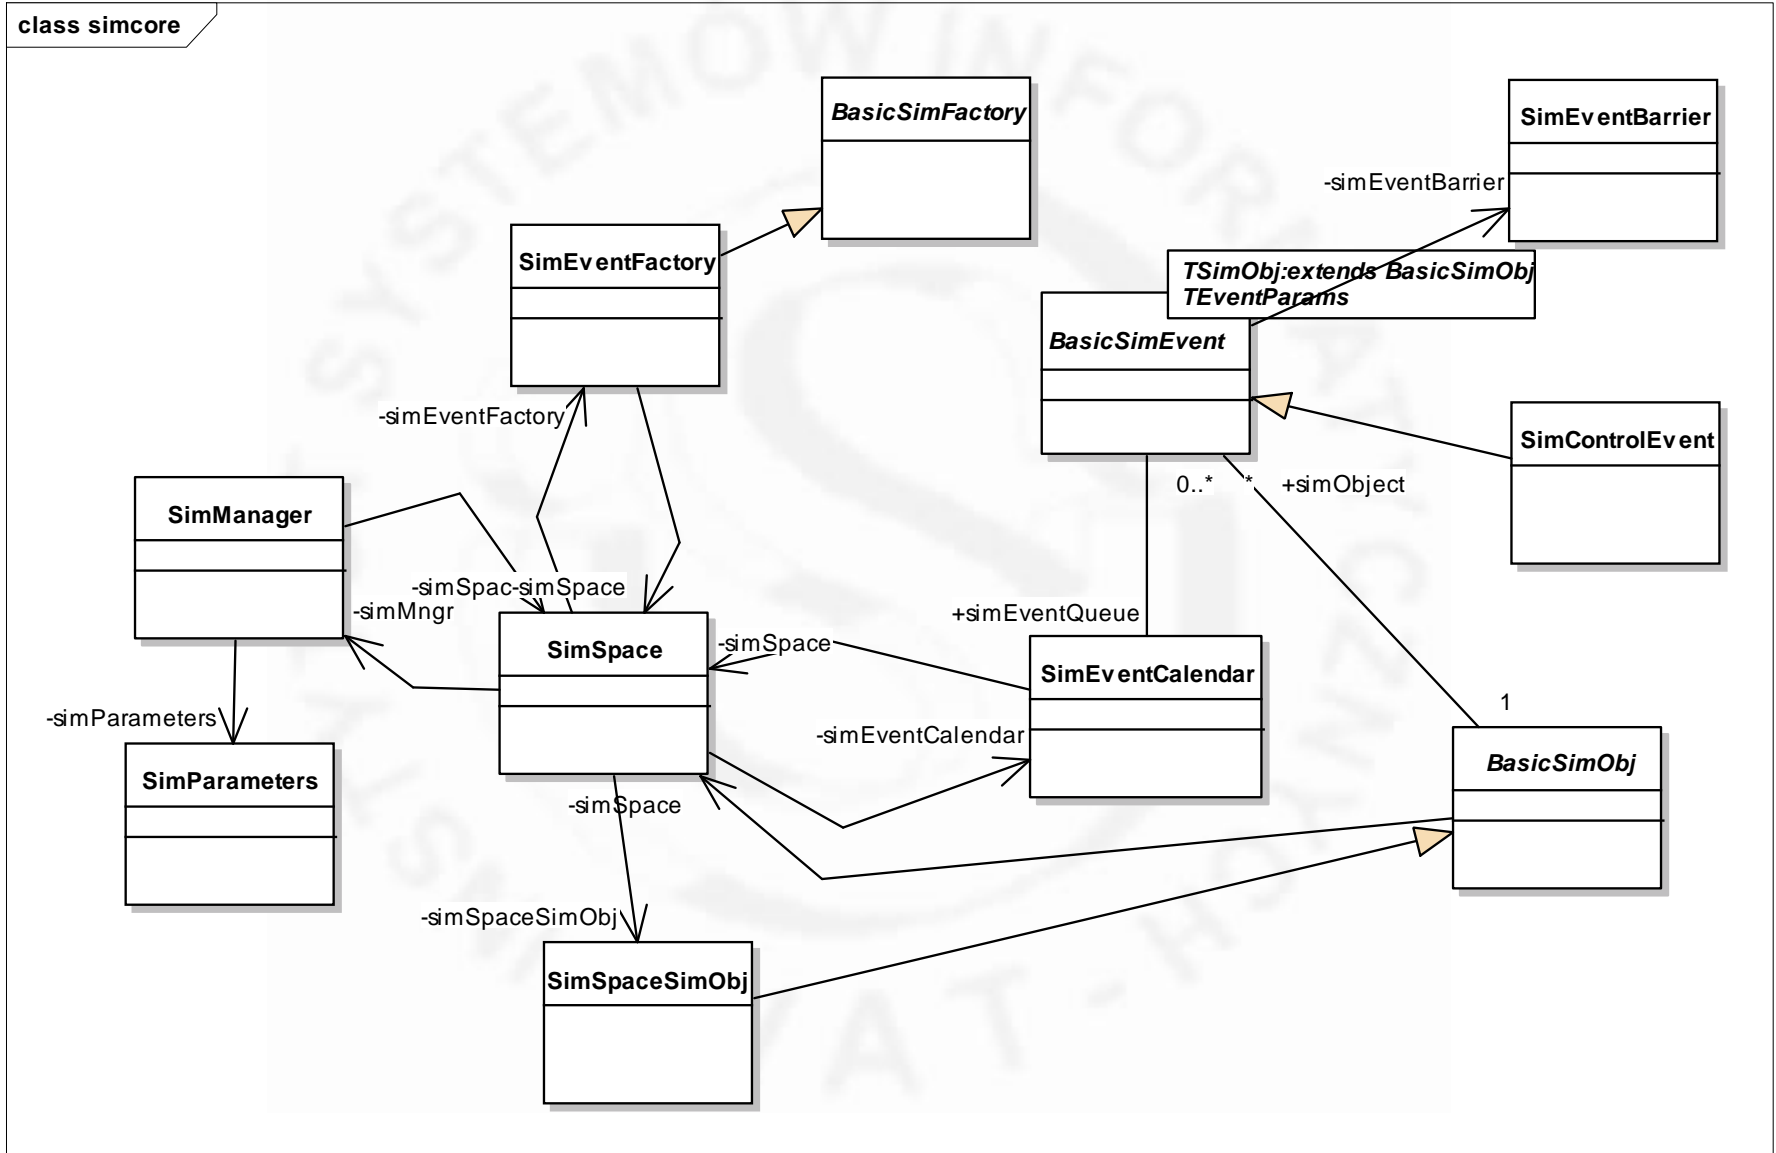 class simcore
BasicSimFactory
SimEventBarrier
-simEventBarrier
SimEventFactory
TSimObj:extends BasicSimObj
TEventParams
BasicSimEvent
-simEventFactory
SimControlEvent
0..*
*
+simObject
SimManager
-simSpac
-simSpace
-simMngr
+simEventQueue
SimSpace
-simSpace
SimEventCalendar
-simParameters
-simEventCalendar
1
SimParameters
BasicSimObj
-simSpace
-simSpaceSimObj
SimSpaceSimObj